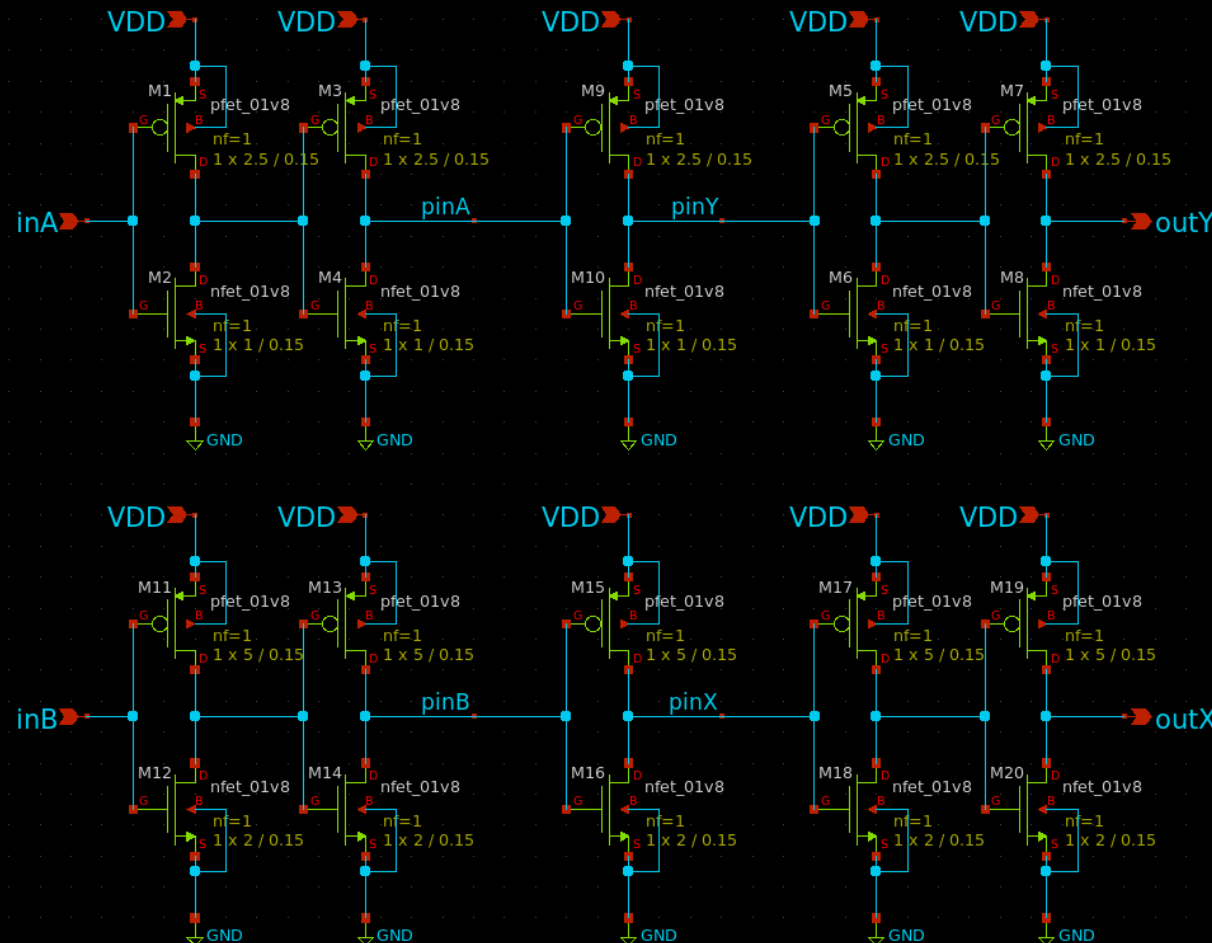 VDD VDD VDD VDD VDD
M1 S M3 S M9 S M5 S M7 S
pfet_01v8 pfet_01v8 pfet_01v8 pfet_01v8 pfet_01v8
G B G B G B G B G B
nf=1 nf=1 nf=1 nf=1 nf=1
1 x 2.5 / 0.15 1 x 2.5 / 0.15 1 x 2.5 / 0.15 1 x 2.5 / 0.15 1 x 2.5 / 0.15
D D D D D
inA pinA pinY outY
M2 D M4 D M10 D M6 D M8 D
nfet_01v8 nfet_01v8 nfet_01v8 nfet_01v8 nfet_01v8
G B G B G B G B G B
nf=1 nf=1 nf=1 nf=1 nf=1
1 x 1 / 0.15 1 x 1 / 0.15 1 x 1 / 0.15 1 x 1 / 0.15 1 x 1 / 0.15
S S S S S
GND GND GND GND GND
VDD VDD VDD VDD VDD
M11 S M13 S M15 S M17 S M19 S
pfet_01v8 pfet_01v8 pfet_01v8 pfet_01v8 pfet_01v8
G B G B G B G B G B
nf=1 nf=1 nf=1 nf=1 nf=1
1 x 5 / 0.15 1 x 5 / 0.15 1 x 5 / 0.15 1 x 5 / 0.15 1 x 5 / 0.15
D D D D D
inB pinB pinX outX
M12 D M14 D M16 D M18 D M20 D
nfet_01v8 nfet_01v8 nfet_01v8 nfet_01v8 nfet_01v8
G B G B G B G B G B
nf=1 nf=1 nf=1 nf=1 nf=1
1 x 2 / 0.15 1 x 2 / 0.15 1 x 2 / 0.15 1 x 2 / 0.15 1 x 2 / 0.15
S S S S S
GND GND GND GND GND